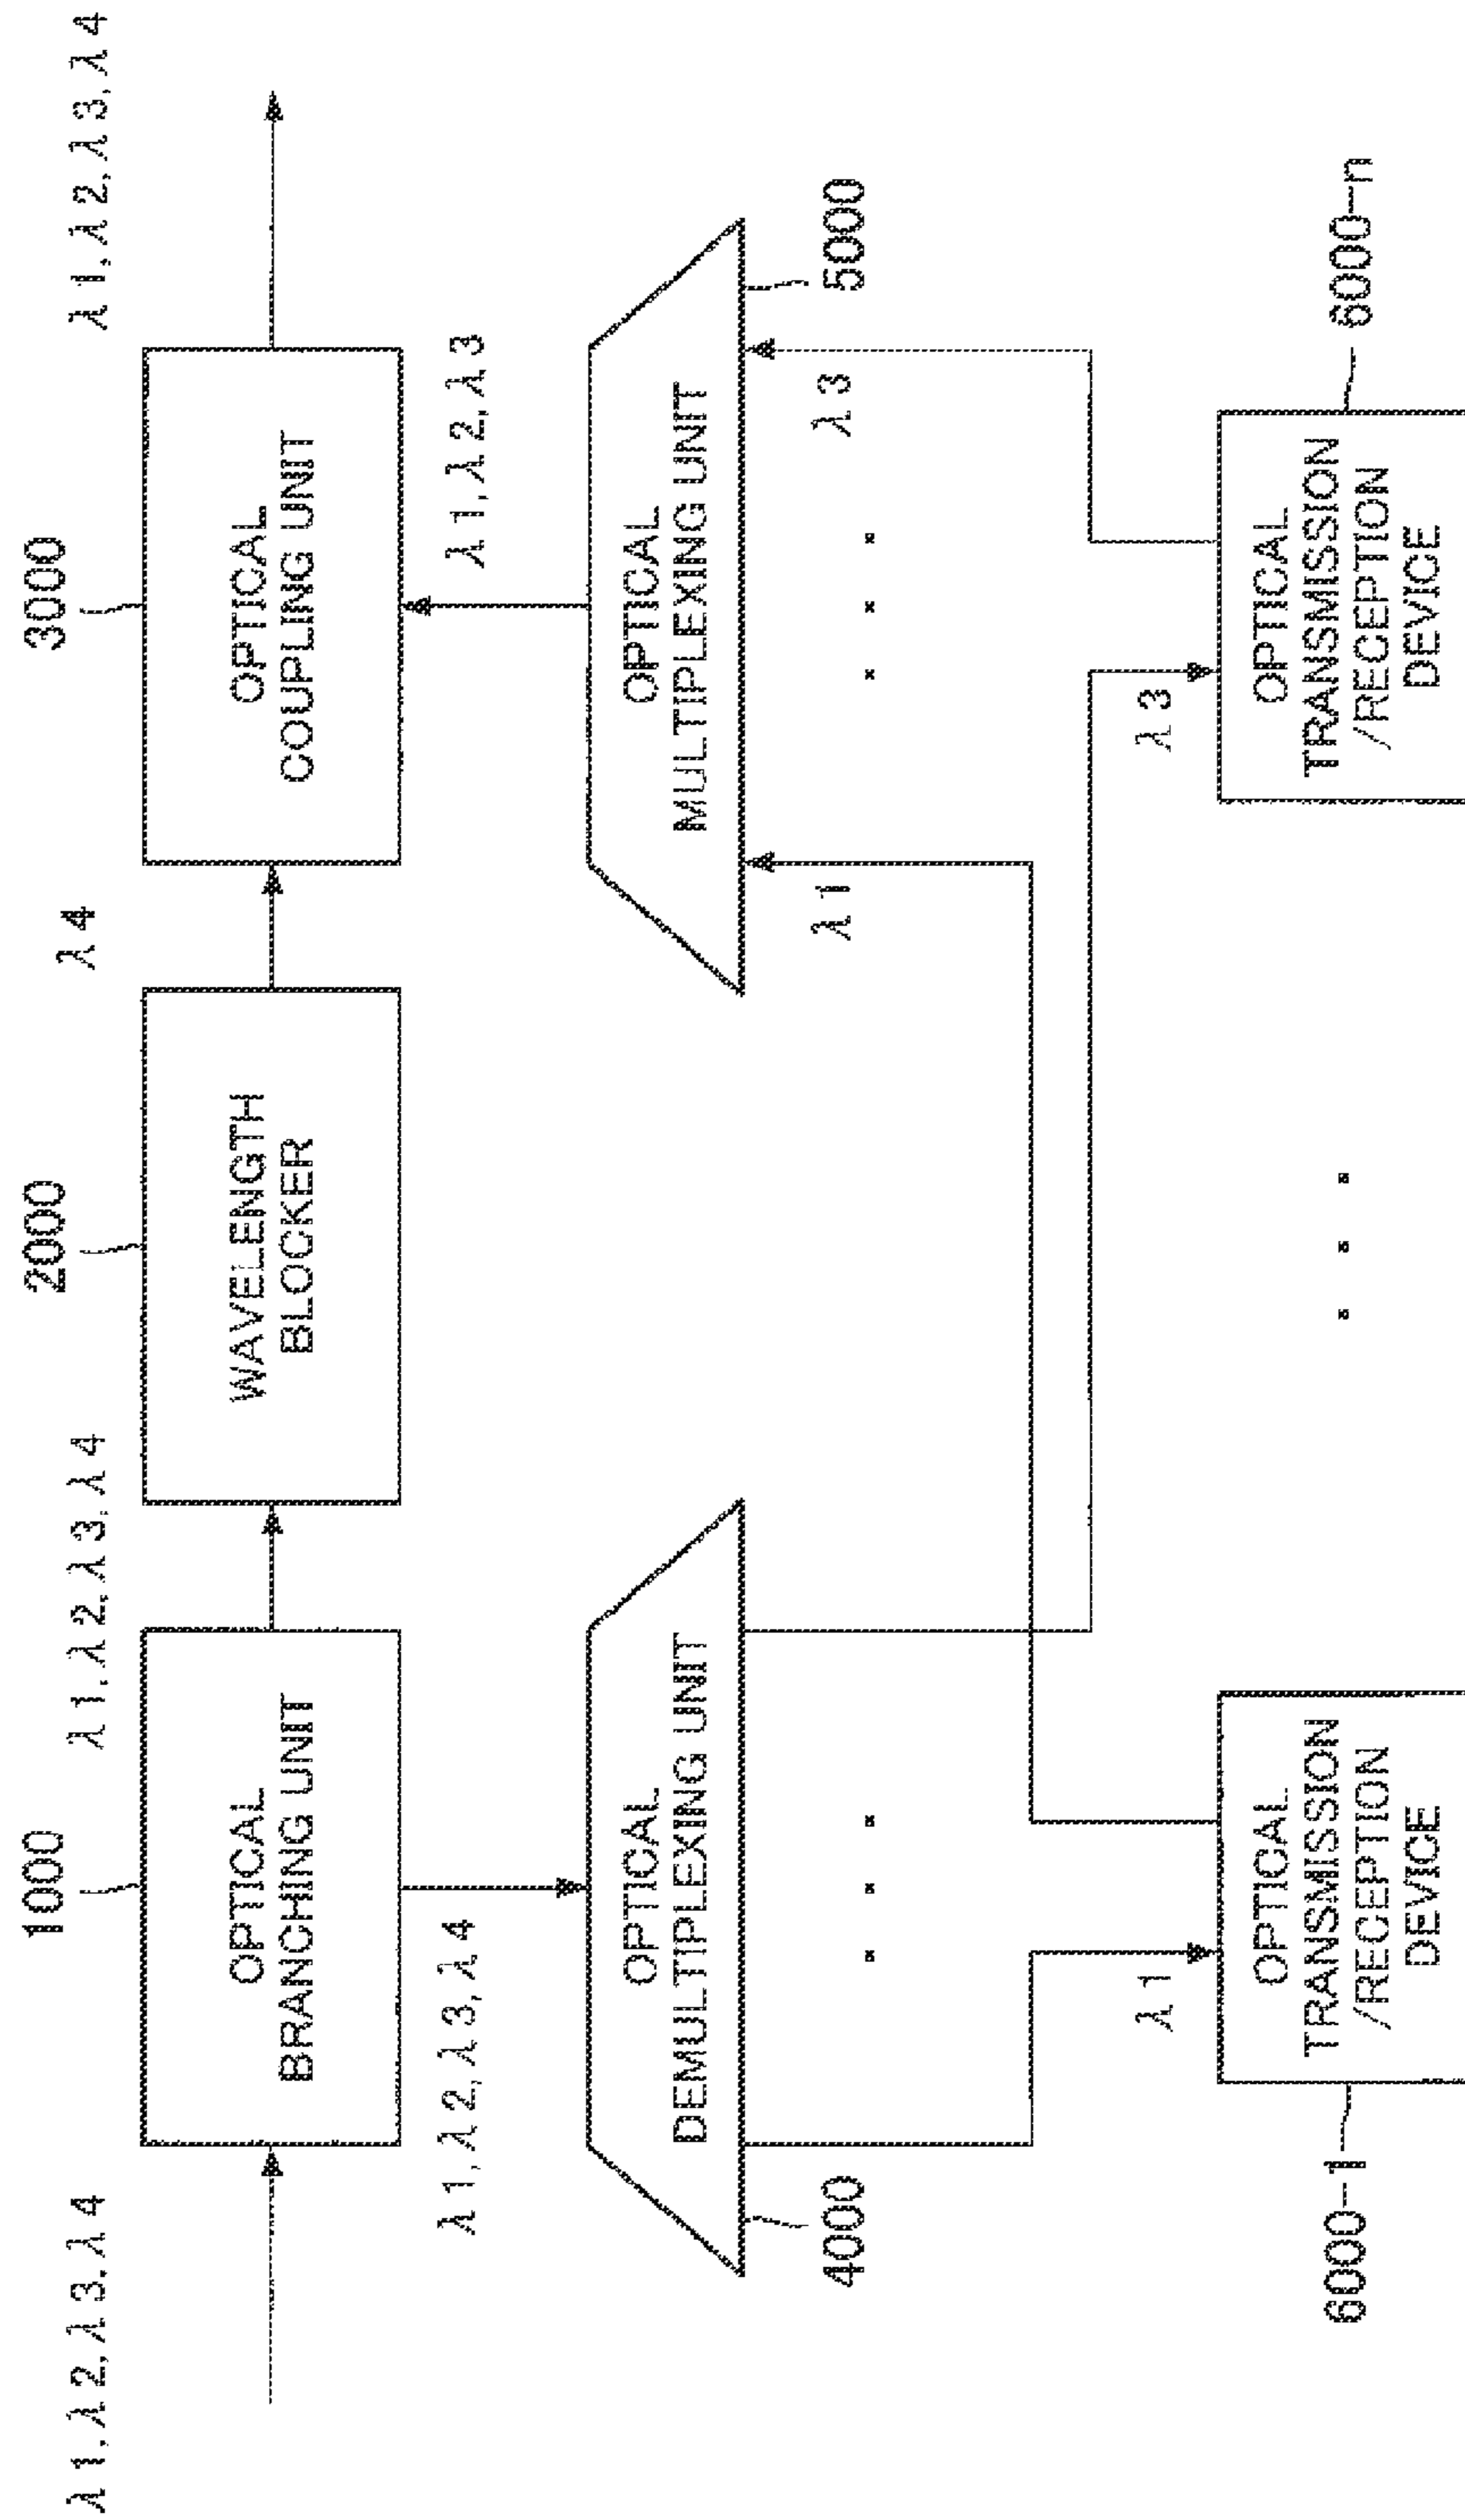 λ1, λ2, λ3, λ4
1000
OPTICAL
BRANCHING UNIT
λ1, λ2, λ3, λ4
2000
WAVELENGTH
BLOCKER
λ4
3000
OPTICAL
COUPLING UNIT
λ1, λ2, λ3, λ4
λ1, λ2, λ3, λ4
λ1, λ2, λ3
OPTICAL
DEMULTIPLEXING UNIT
4000
OPTICAL
MULTIPLEXING UNIT
5000
λ1
λ3
λ1
λ3
6000-1
OPTICAL
TRANSMISSION
/RECEPTION
DEVICE
OPTICAL
TRANSMISSION
/RECEPTION
DEVICE
6000-n